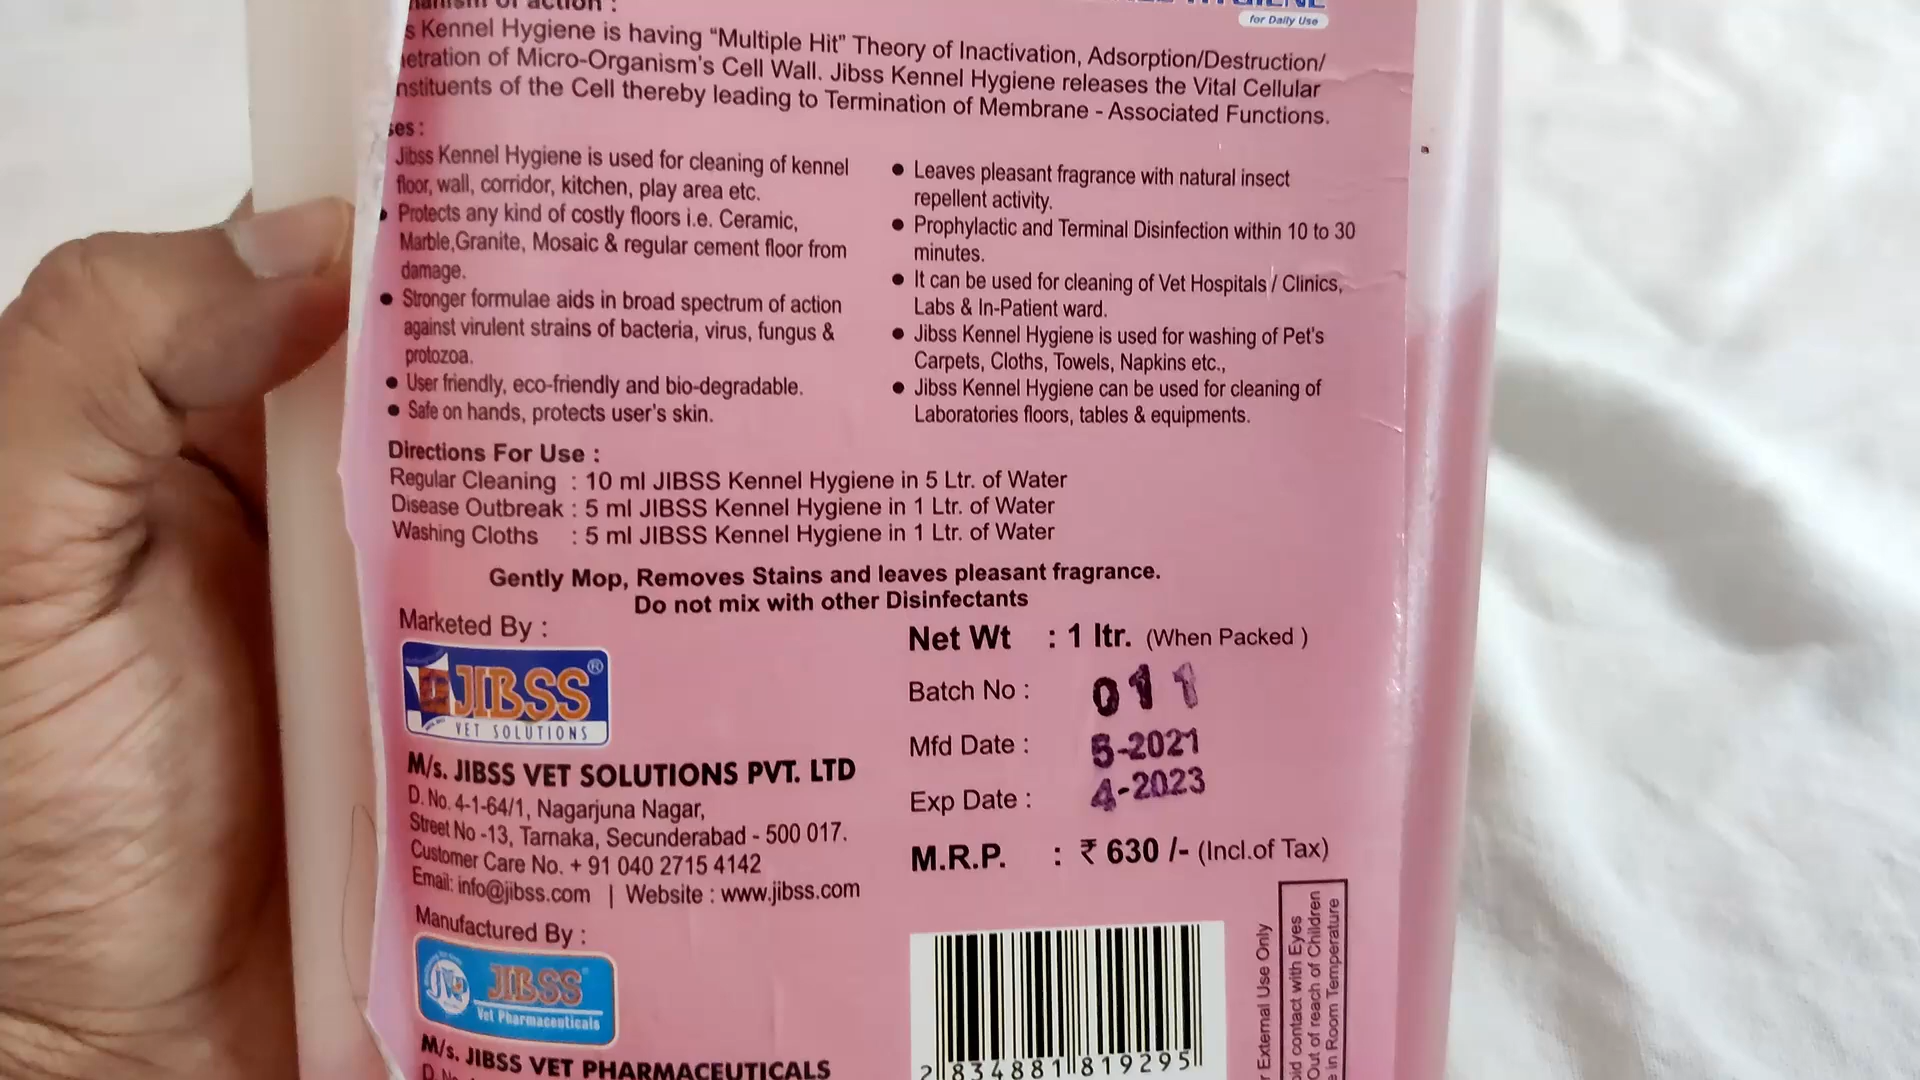 for Daily Use
s Kennel Hygiene is having “Multiple Hit” Theory of Inactivation, Adsorption/Destruction/
etration of Micro-Organism's Cell Wall. Jibss Kennel Hygiene releases the Vital Cellular
nstituents of the Cell thereby leading to Termination of Membrane - Associated Functions.
ses :
Jibss Kennel Hygiene is used for cleaning of kennel
floor, wall, corridor, kitchen, play area etc.
● Protects any kind of costly floors i.e. Ceramic,
Marble,Granite, Mosaic & regular cement floor from
damage.
● Stronger formulae aids in broad spectrum of action
against virulent strains of bacteria, virus, fungus &
protozoa.
● User friendly, eco-friendly and bio-degradable.
● Safe on hands, protects user's skin.
● Leaves pleasant fragrance with natural insect
repellent activity.
● Prophylactic and Terminal Disinfection within 10 to 30
minutes.
● It can be used for cleaning of Vet Hospitals / Clinics,
Labs & In-Patient ward.
● Jibss Kennel Hygiene is used for washing of Pet's
Carpets, Cloths, Towels, Napkins etc.,
● Jibss Kennel Hygiene can be used for cleaning of
Laboratories floors, tables & equipments.
Directions For Use :
Regular Cleaning : 10 ml JIBSS Kennel Hygiene in 5 Ltr. of Water
Disease Outbreak : 5 ml JIBSS Kennel Hygiene in 1 Ltr. of Water
Washing Cloths : 5 ml JIBSS Kennel Hygiene in 1 Ltr. of Water
Gently Mop, Removes Stains and leaves pleasant fragrance.
Do not mix with other Disinfectants
Marketed By :
JIBSS®
VET SOLUTIONS
M/s. JIBSS VET SOLUTIONS PVT. LTD
D. No. 4-1-64/1, Nagarjuna Nagar,
Street No -13, Tarnaka, Secunderabad - 500 017.
Customer Care No. + 91 040 2715 4142
Email: info@jibss.com | Website : www.jibss.com
Manufactured By :
JIBSS
Vet Pharmaceuticals
M/s. JIBSS VET PHARMACEUTICALS
Net Wt : 1 ltr. (When Packed )
Batch No : 011
Mfd Date : 5-2021
Exp Date : 4-2023
M.R.P. : ₹ 630 /- (Incl.of Tax)
2 834881 819295
r External Use Only
oid contact with Eyes
Out of reach of Children
e in Room Temperature